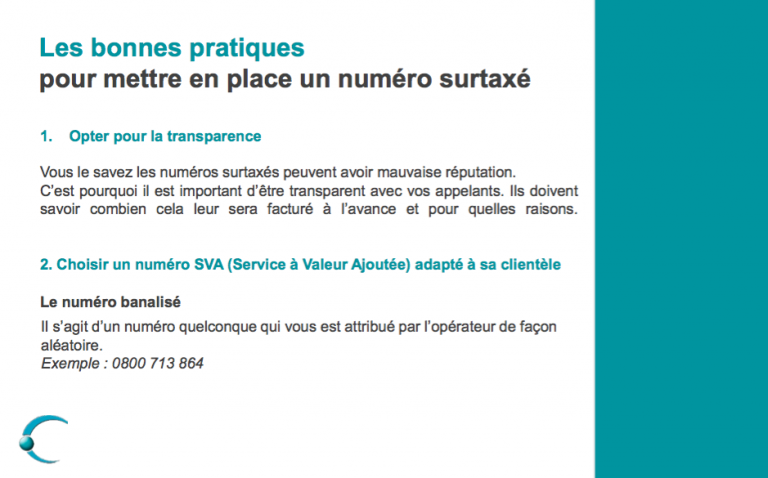 Les bonnes pratiques
pour mettre en place un numéro surtaxé
1. Opter pour la transparence
Vous le savez les numéros surtaxés peuvent avoir mauvaise réputation.
C’est pourquoi il est important d’être transparent avec vos appelants. Ils doivent
savoir combien cela leur sera facturé à l’avance et pour quelles raisons.
2. Choisir un numéro SVA (Service à Valeur Ajoutée) adapté à sa clientèle
Le numéro banalisé
Il s’agit d’un numéro quelconque qui vous est attribué par l’opérateur de façon
aléatoire.
Exemple : 0800 713 864